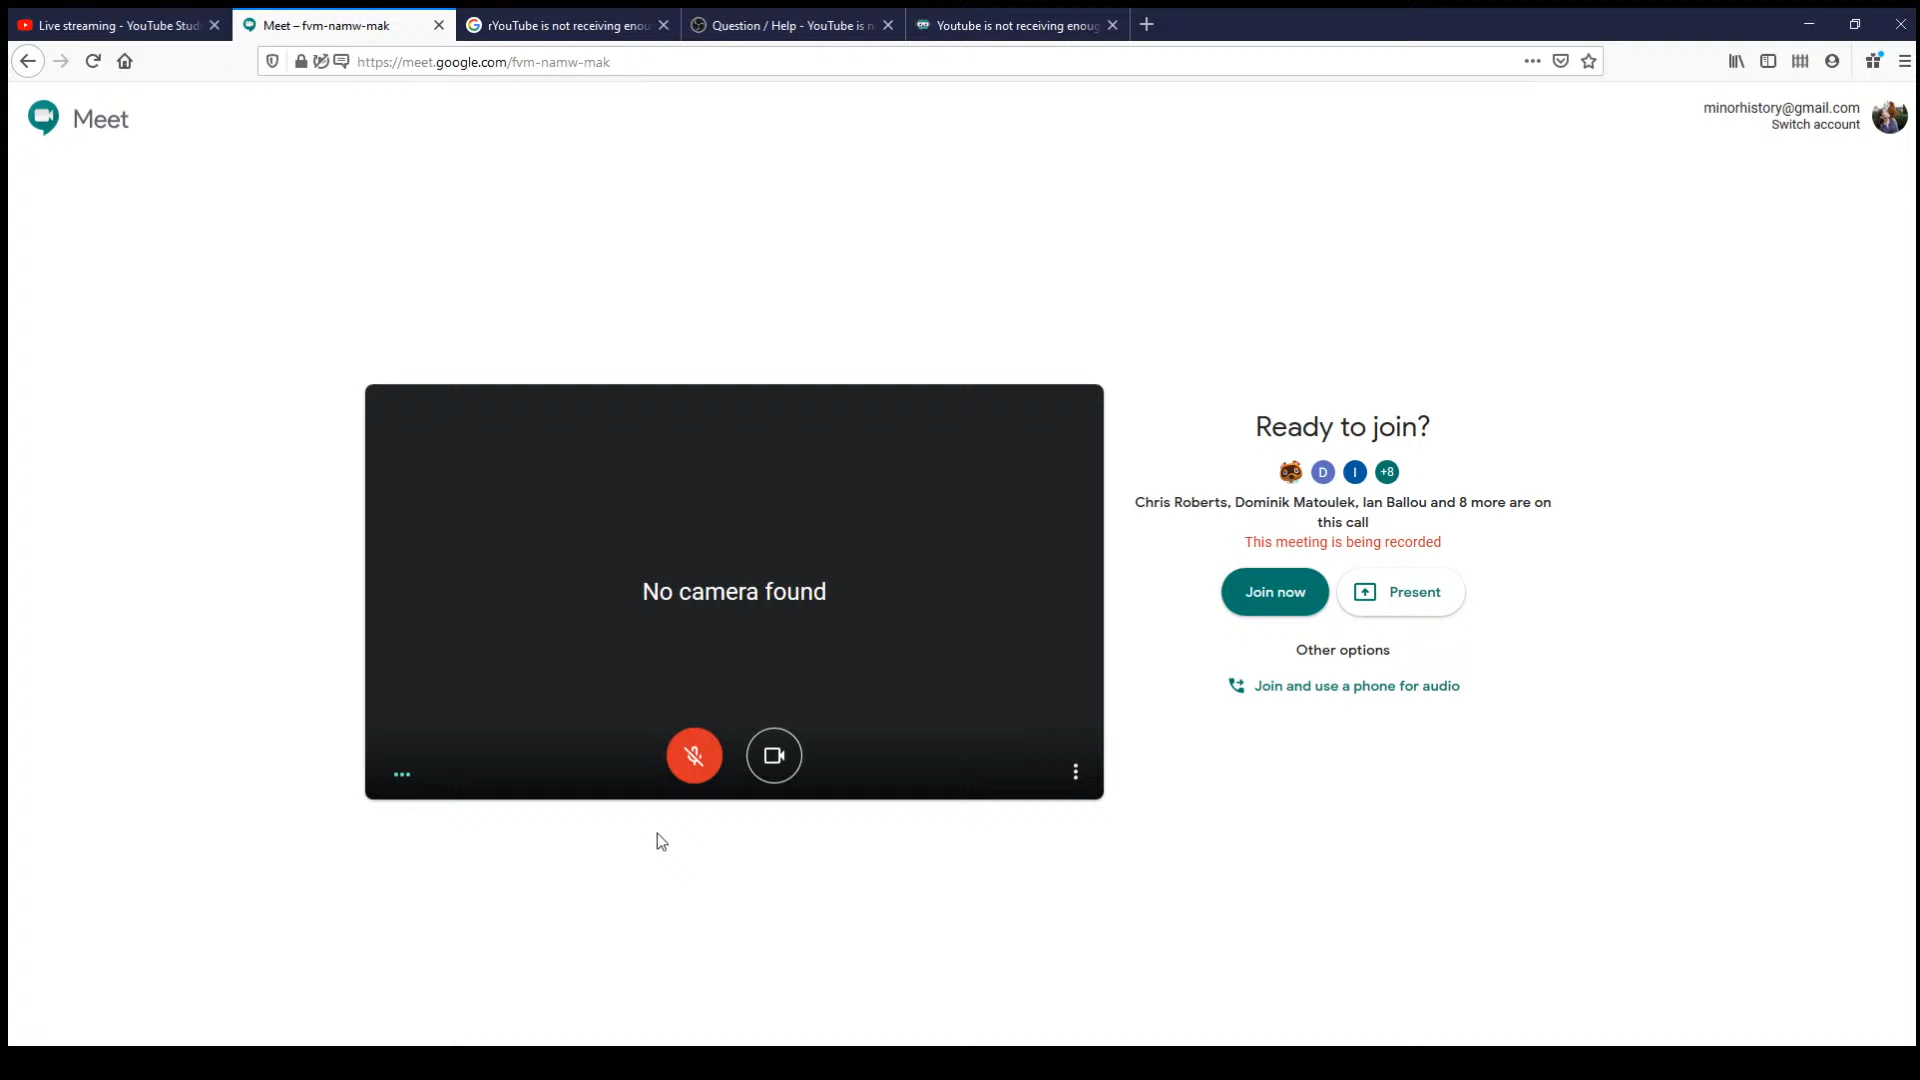 Live streaming - YouTube Stud
Meet – fvm-namw-mak
rYouTube is not receiving enou
Question / Help - YouTube is n
Youtube is not receiving enoug
https://meet.google.com/fvm-namw-mak
Meet
minorhistory@gmail.com
Switch account
No camera found
Ready to join?
D
I
+8
Chris Roberts, Dominik Matoulek, Ian Ballou and 8 more are on
this call
This meeting is being recorded
Join now
Present
Other options
Join and use a phone for audio